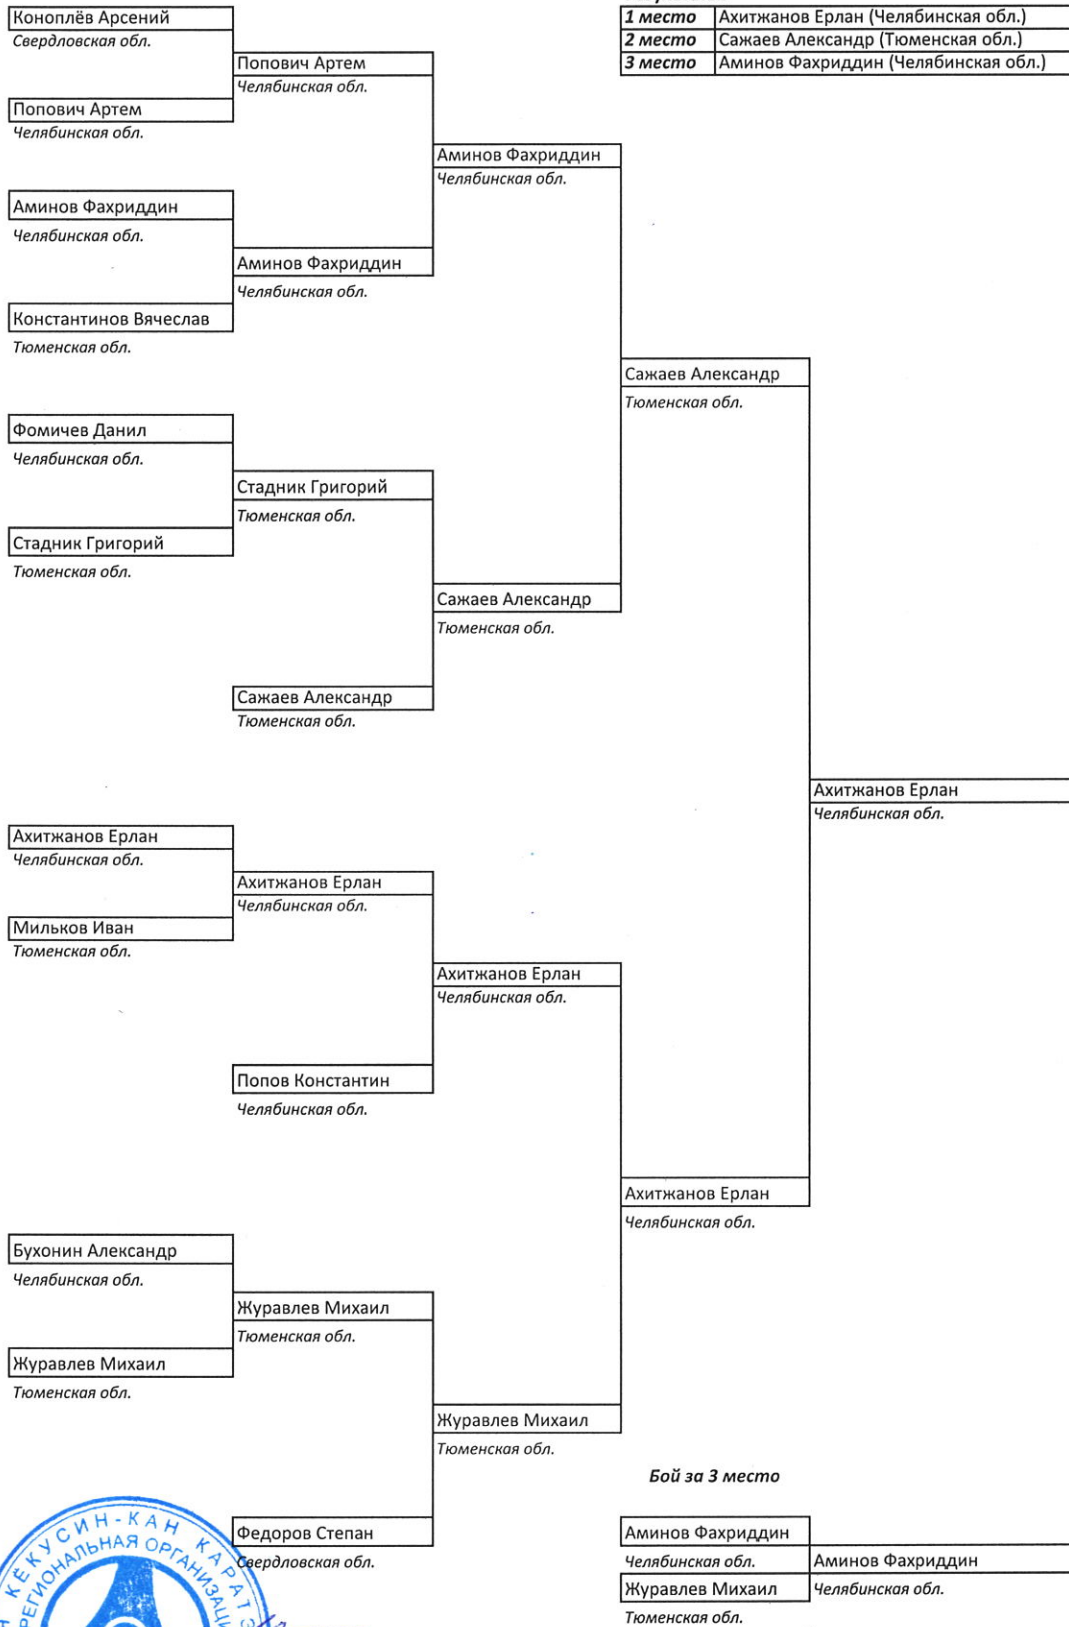 Коноплёв Арсений
Свердловская обл.
Попович Артем
Челябинская обл.
Попович Артем
Челябинская обл.
Аминов Фахриддин
Челябинская обл.
Аминов Фахриддин
Челябинская обл.
Аминов Фахриддин
Челябинская обл.
Константинов Вячеслав
Тюменская обл.
Сажаев Александр
Тюменская обл.
Фомичев Данил
Челябинская обл.
Стадник Григорий
Тюменская обл.
Стадник Григорий
Тюменская обл.
Сажаев Александр
Тюменская обл.
Сажаев Александр
Тюменская обл.
1 место Ахитжанов Ерлан (Челябинская обл.)
2 место Сажаев Александр (Тюменская обл.)
3 место Аминов Фахриддин (Челябинская обл.)
Ахитжанов Ерлан
Челябинская обл.
Ахитжанов Ерлан
Челябинская обл.
Ахитжанов Ерлан
Челябинская обл.
Мильков Иван
Тюменская обл.
Ахитжанов Ерлан
Челябинская обл.
Попов Константин
Челябинская обл.
Ахитжанов Ерлан
Челябинская обл.
Бухонин Александр
Челябинская обл.
Журавлев Михаил
Тюменская обл.
Журавлев Михаил
Тюменская обл.
Журавлев Михаил
Тюменская обл.
Федоров Степан
Свердловская обл.
Бой за 3 место
Аминов Фахриддин
Челябинская обл.
Аминов Фахриддин
Челябинская обл.
Журавлев Михаил
Тюменская обл.
КЁКУСИН-КАН КАРАТЭ